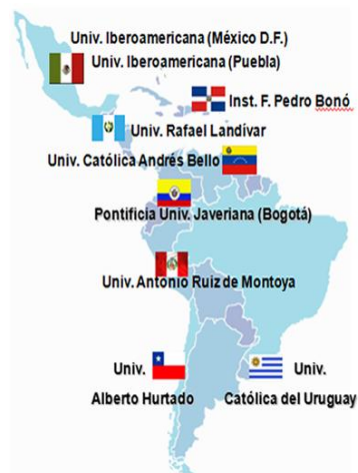 Univ. Iberoamericana (México D.F.)
Univ. Iberoamericana (Puebla)
Inst. F. Pedro Bonó
Univ. Rafael Landívar
Univ. Católica Andrés Bello
Pontificia Univ. Javeriana (Bogotá)
Univ. Antonio Ruiz de Montoya
Univ.
Alberto Hurtado
Univ.
Católica del Uruguay